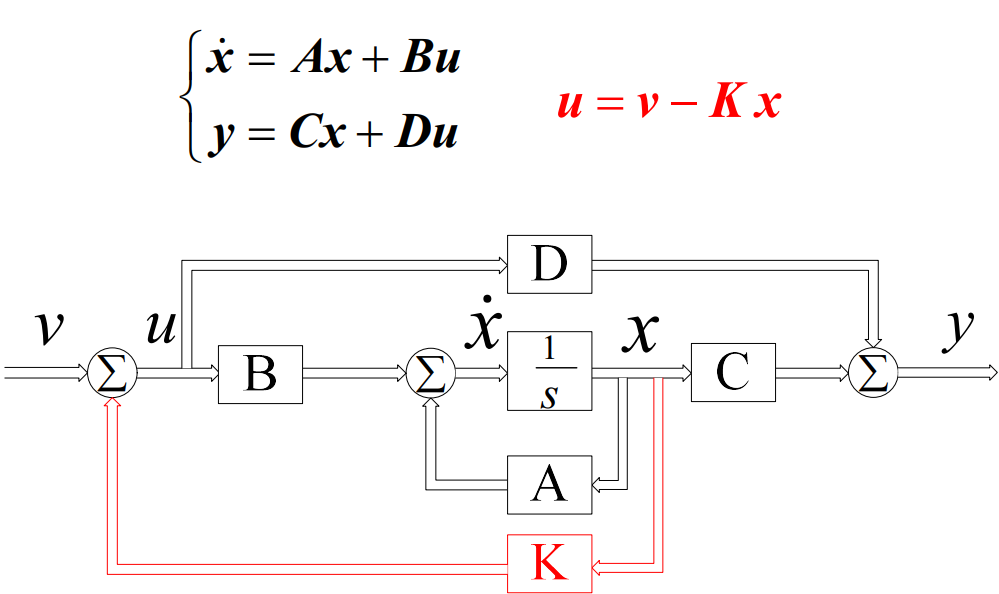 ẋ = Ax + Bu
y = Cx + Du
u = v − K x
D
v
u
ẋ
x
y
Σ
B
Σ
1
s
C
Σ
A
K